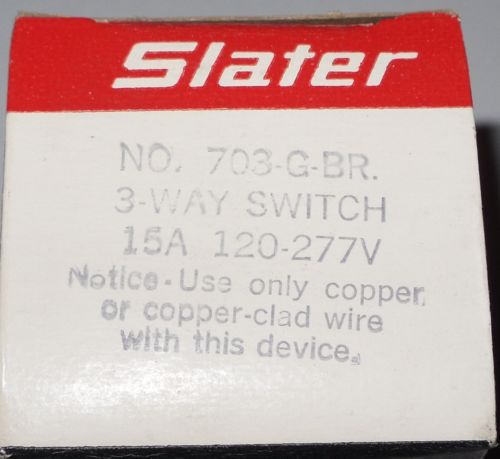 Slater
NO. 703-G-BR.
3-WAY SWITCH
15A 120-277V
Notice-Use only copper,
or copper-clad wire
with this device.